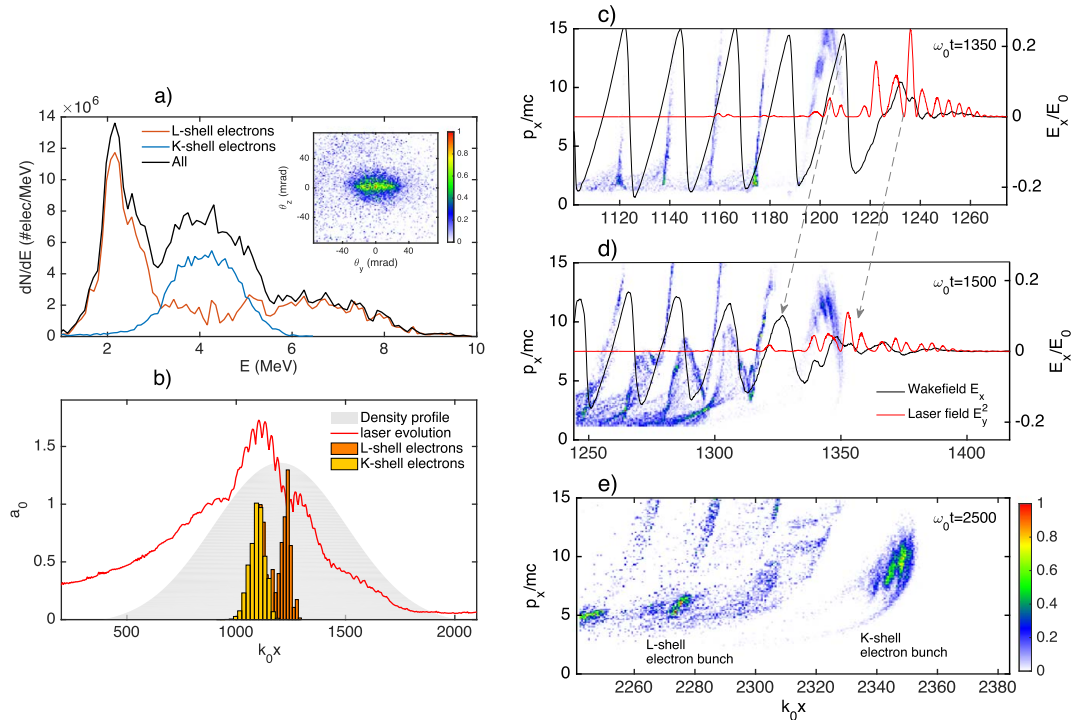 a)
× 10⁶
14
12
10
8
6
4
2
0
dN/dE (#elec/MeV)
L-shell electrons
K-shell electrons
All
40
0
-40
θz (mrad)
-40 0 40
θy (mrad)
1
0.8
0.6
0.4
0.2
0
2 4 6 8 10
E (MeV)
b)
1.5
1
0.5
0
a₀
Density profile
laser evolution
L-shell electrons
K-shell electrons
500 1000 1500 2000
k₀x
c)
15
10
5
0
pₓ/mc
ω₀t=1350
0.2
0
-0.2
Eₓ/E₀
1120 1140 1160 1180 1200 1220 1240 1260
d)
15
10
5
0
pₓ/mc
ω₀t=1500
0.2
0
-0.2
Eₓ/E₀
Wakefield Eₓ
Laser field Ey²
1250 1300 1350 1400
e)
15
10
5
0
pₓ/mc
ω₀t=2500
L-shell
electron bunch
K-shell
electron bunch
1
0.8
0.6
0.4
0.2
0
2260 2280 2300 2320 2340 2360 2380
k₀x